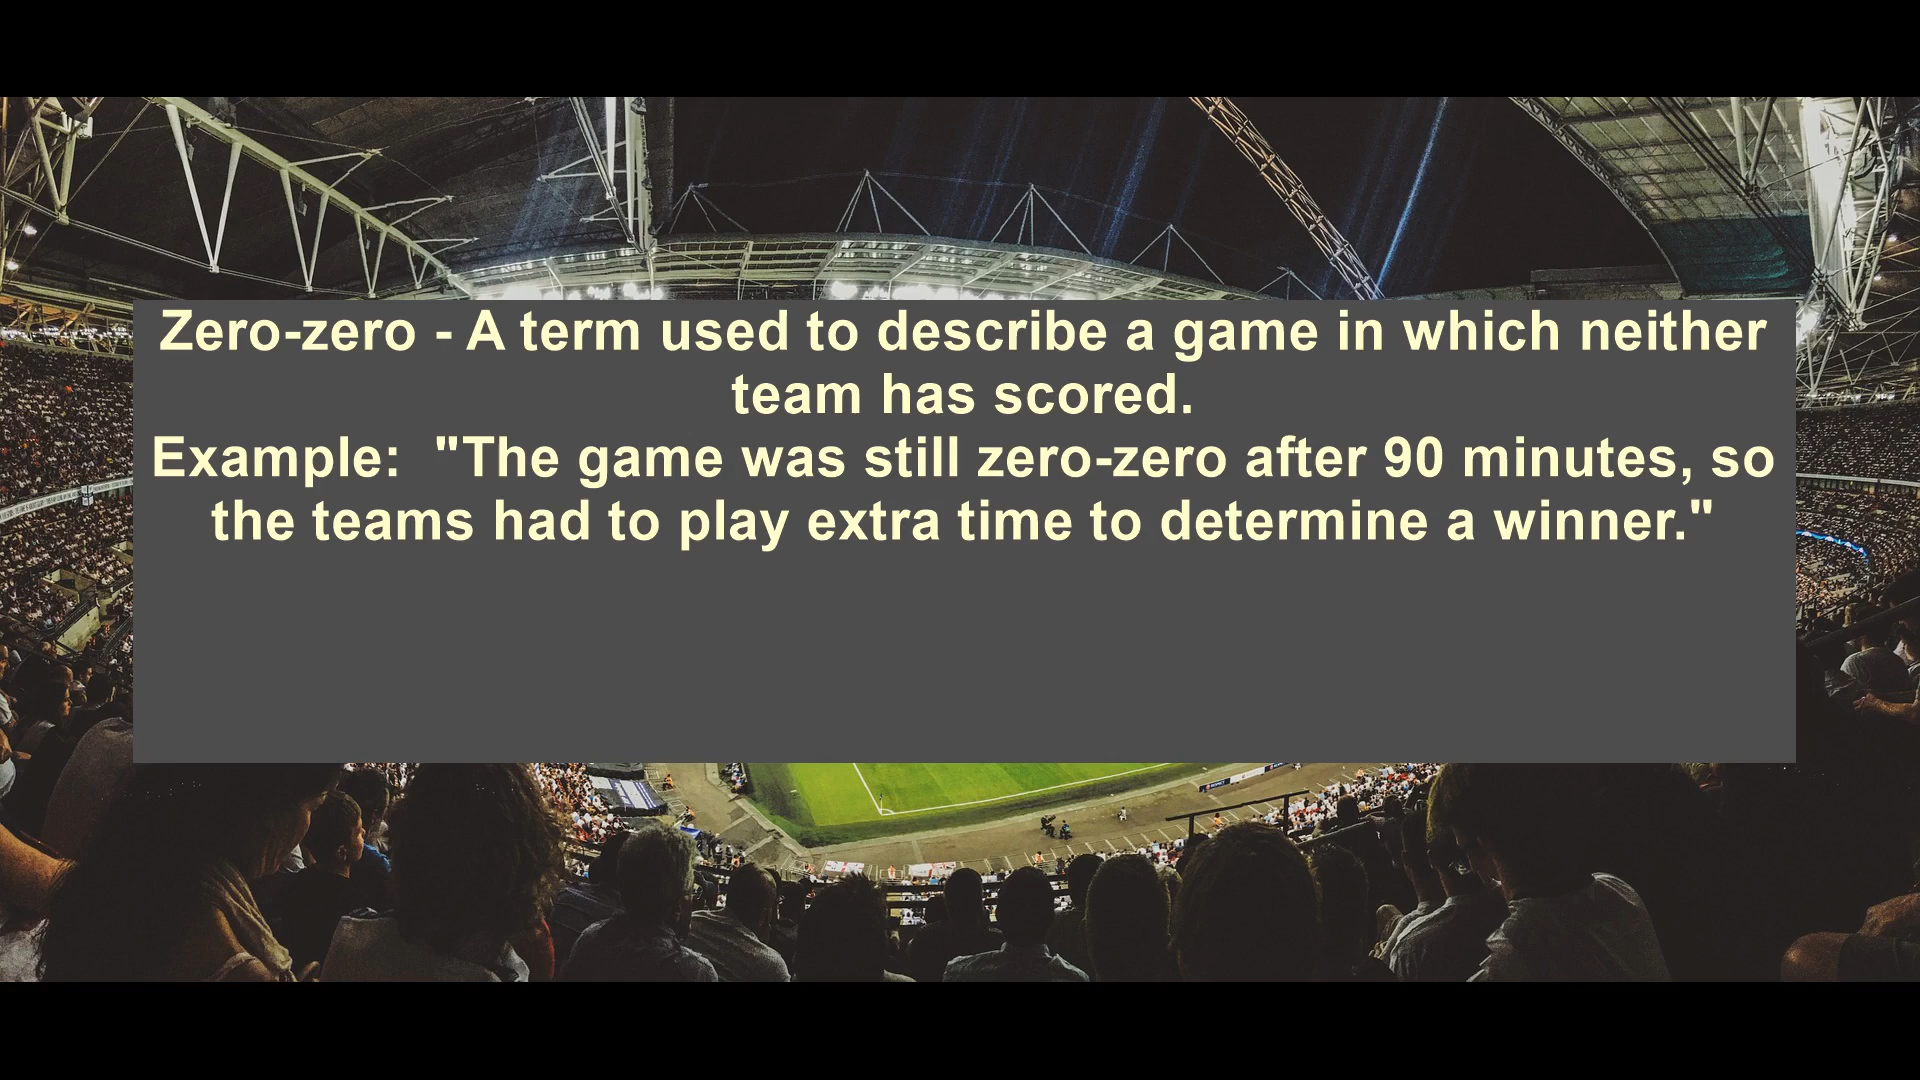 Zero-zero - A term used to describe a game in which neither
team has scored.
Example:  "The game was still zero-zero after 90 minutes, so
the teams had to play extra time to determine a winner."